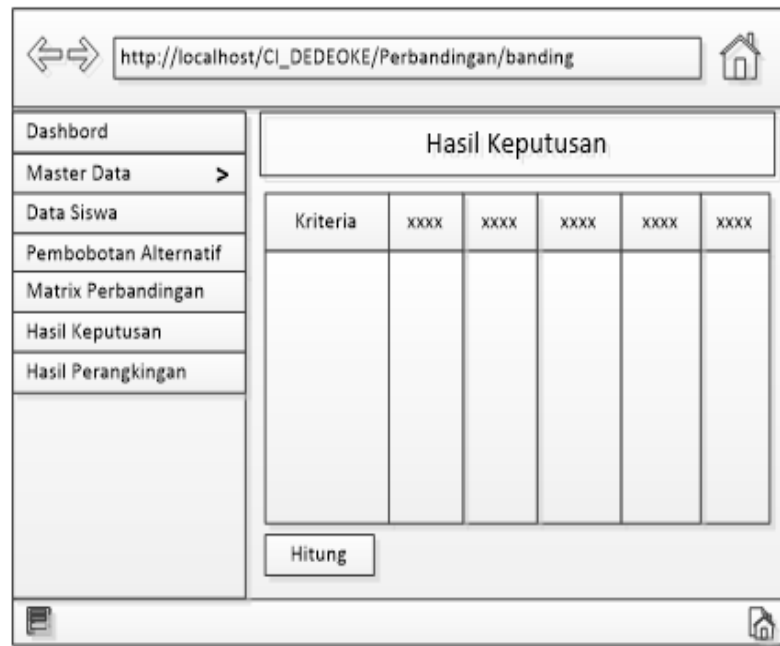 http://localhost/CI_DEDEOKE/Perbandingan/banding
Dashbord
Master Data >
Data Siswa
Pembobotan Alternatif
Matrix Perbandingan
Hasil Keputusan
Hasil Perangkingan
Hasil Keputusan
Kriteria xxxx xxxx xxxx xxxx xxxx
Hitung